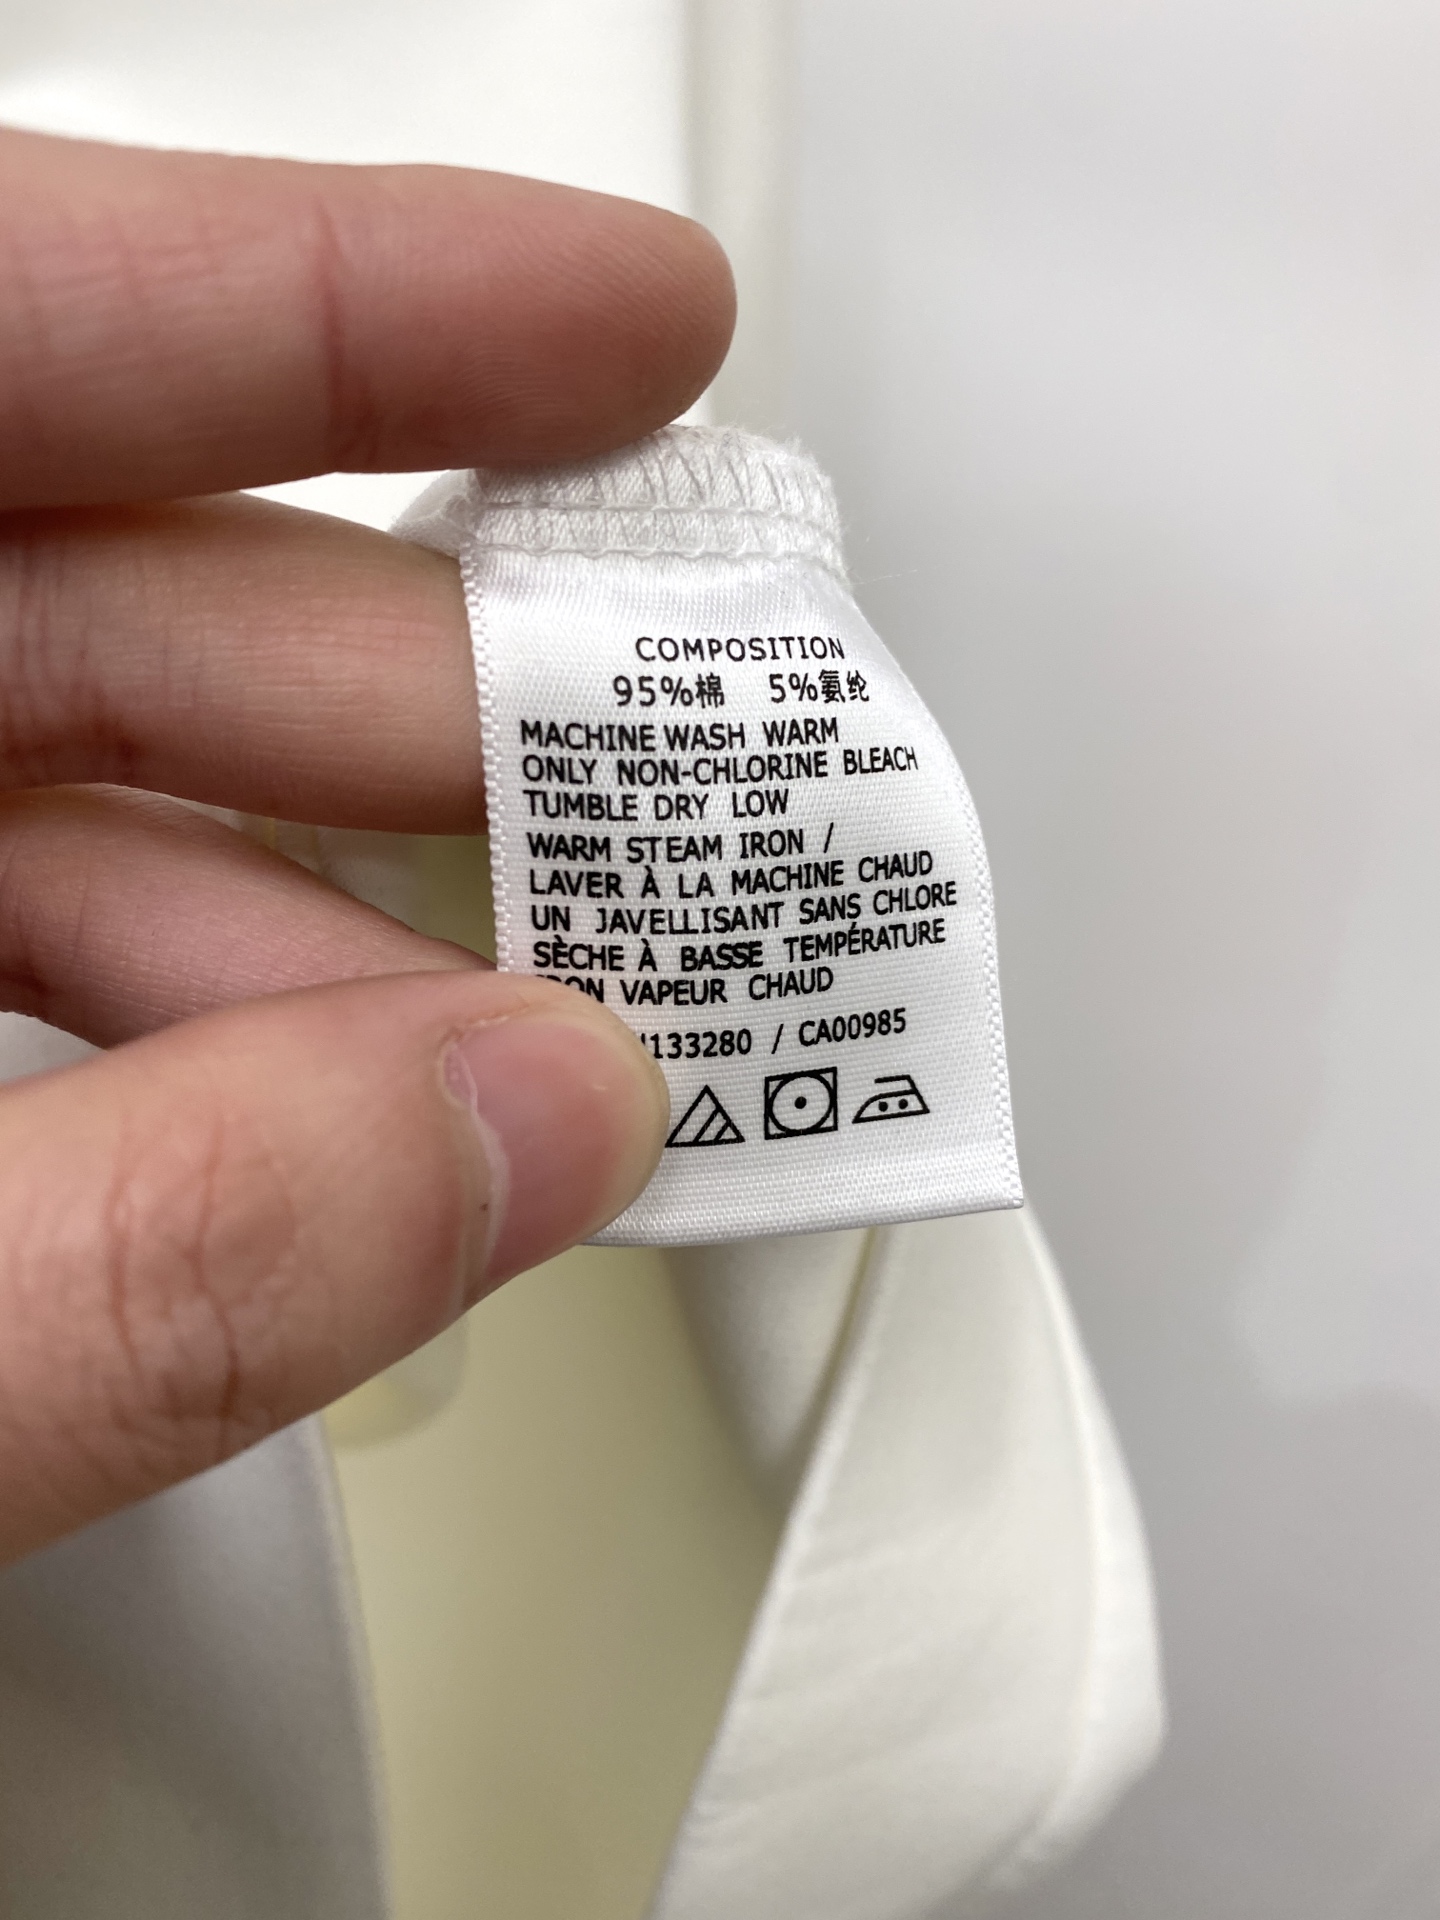 COMPOSITION
95%棉 5%氨纶
MACHINE WASH WARM
ONLY NON-CHLORINE BLEACH
TUMBLE DRY LOW
WARM STEAM IRON /
LAVER À LA MACHINE CHAUD
UN JAVELLISANT SANS CHLORE
SÈCHE À BASSE TEMPÉRATURE
VAPEUR CHAUD
133280 / CA00985